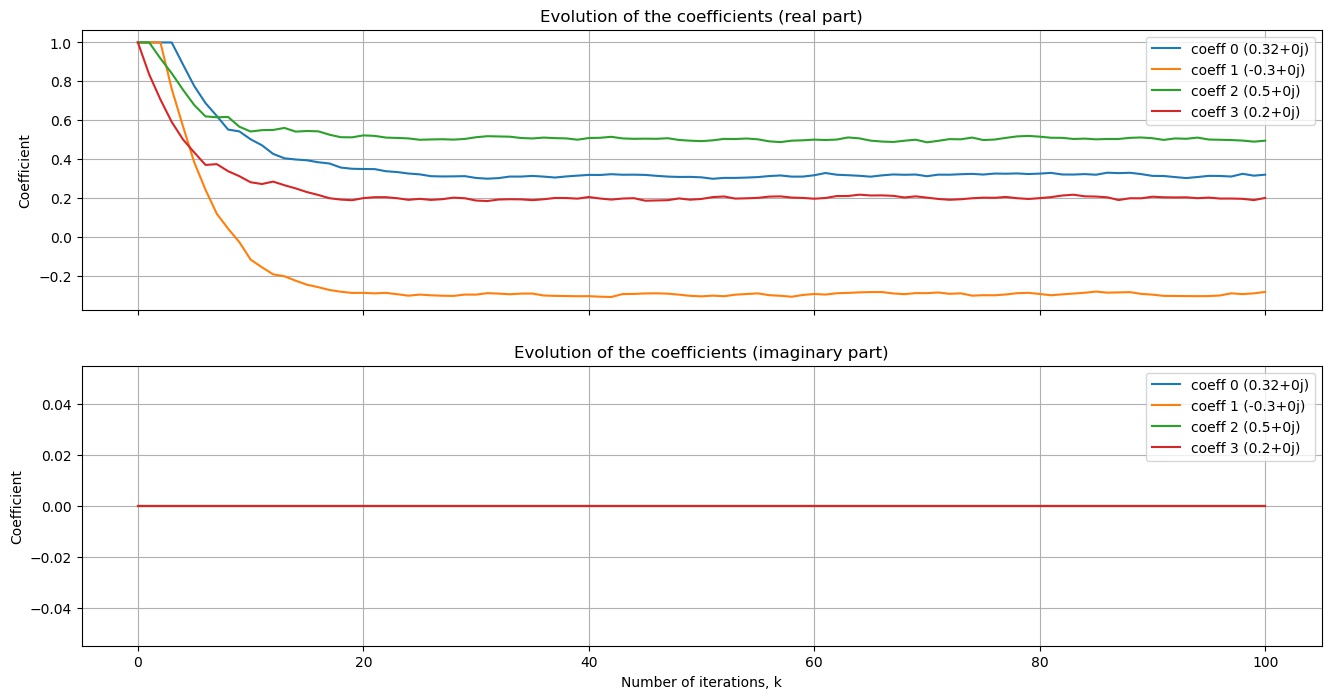 Evolution of the coefficients (real part)
1.0
0.8
0.6
0.4
0.2
0.0
−0.2
Coefficient
coeff 0 (0.32+0j)
coeff 1 (-0.3+0j)
coeff 2 (0.5+0j)
coeff 3 (0.2+0j)
Evolution of the coefficients (imaginary part)
0.04
0.02
0.00
−0.02
−0.04
Coefficient
coeff 0 (0.32+0j)
coeff 1 (-0.3+0j)
coeff 2 (0.5+0j)
coeff 3 (0.2+0j)
0 20 40 60 80 100
Number of iterations, k